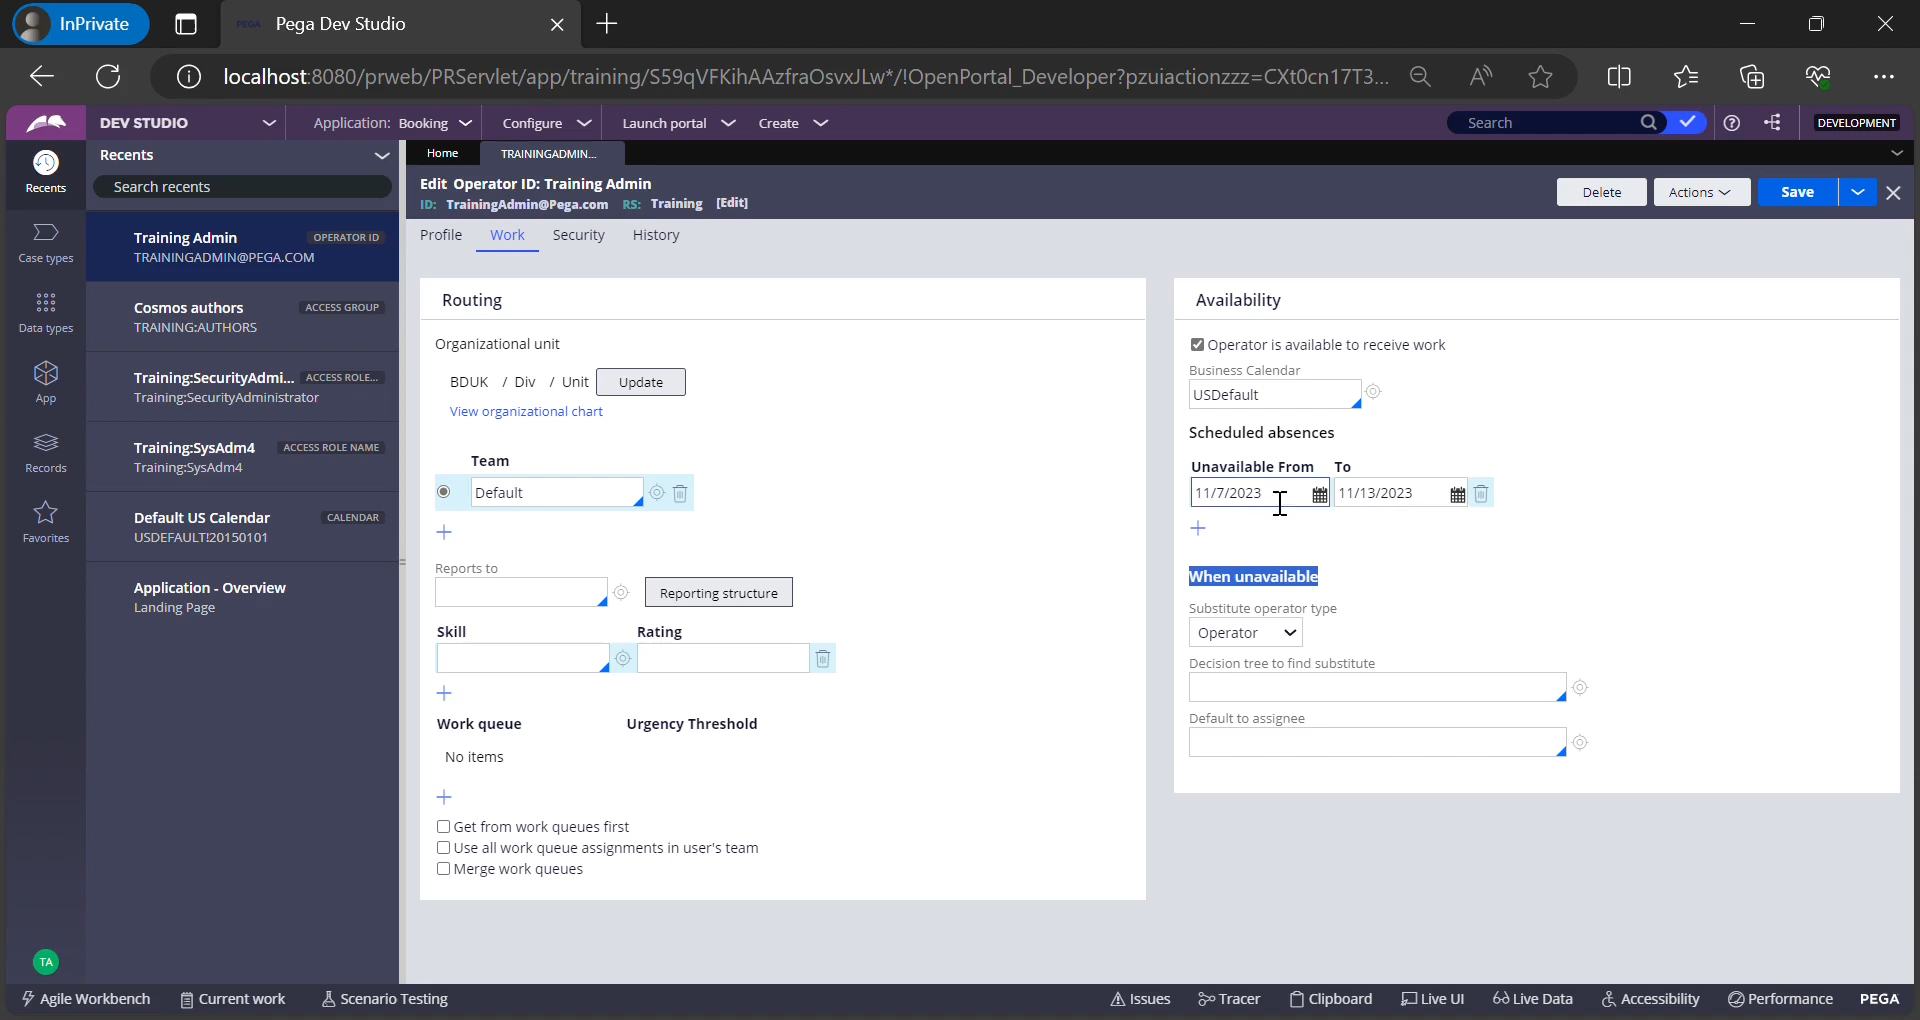 InPrivate
PEGA Pega Dev Studio
localhost:8080/prweb/PRServlet/app/training/S59qVFKihAAzfraOsvxJLw*/!OpenPortal_Developer?pzuiactionzzz=CXt0cn17T3...
DEV STUDIO Application: Booking Configure Launch portal Create Search DEVELOPMENT
Recents
Case types
Data types
App
Records
Favorites
TA
Recents
Search recents
Training Admin OPERATOR ID
TRAININGADMIN@PEGA.COM
Cosmos authors ACCESS GROUP
TRAINING:AUTHORS
Training:SecurityAdmi... ACCESS ROLE...
Training:SecurityAdministrator
Training:SysAdm4 ACCESS ROLE NAME
Training:SysAdm4
Default US Calendar CALENDAR
USDEFAULT!20150101
Application - Overview
Landing Page
Home TRAININGADMIN...
Edit Operator ID: Training Admin
ID: TrainingAdmin@Pega.com RS: Training [Edit]
Delete Actions Save
Profile Work Security History
Routing
Organizational unit
BDUK / Div / Unit Update
View organizational chart
Team
Default
Reports to
Reporting structure
Skill Rating
Work queue Urgency Threshold
No items
Get from work queues first
Use all work queue assignments in user's team
Merge work queues
Availability
Operator is available to receive work
Business Calendar
USDefault
Scheduled absences
Unavailable From To
11/7/2023 11/13/2023
When unavailable
Substitute operator type
Operator
Decision tree to find substitute
Default to assignee
Agile Workbench Current work Scenario Testing Issues Tracer Clipboard Live UI Live Data Accessibility Performance PEGA